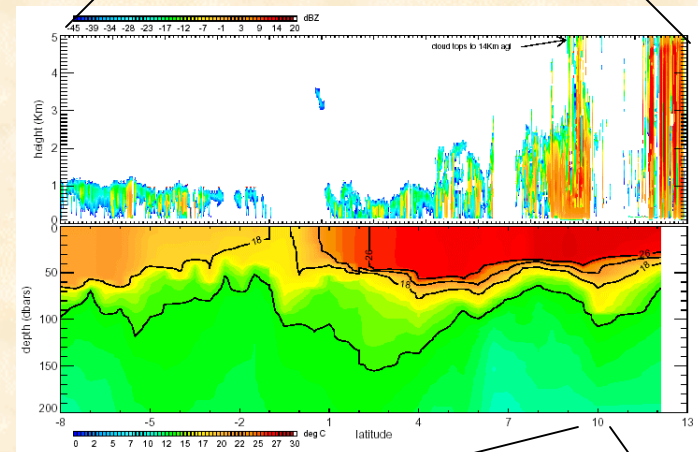 dBZ
-45 -39 -34 -28 -23 -17 -12 -7 -1 3 9 14 20
cloud tops to 14Km agl
5
4
3
2
1
0
height (Km)
0
50
100
150
200
depth (dbars)
18
26
18
26
18
-8 -5 -2 1 4 7 10 13
latitude
0 2 5 7 10 12 15 17 20 22 25 27 30
deg C